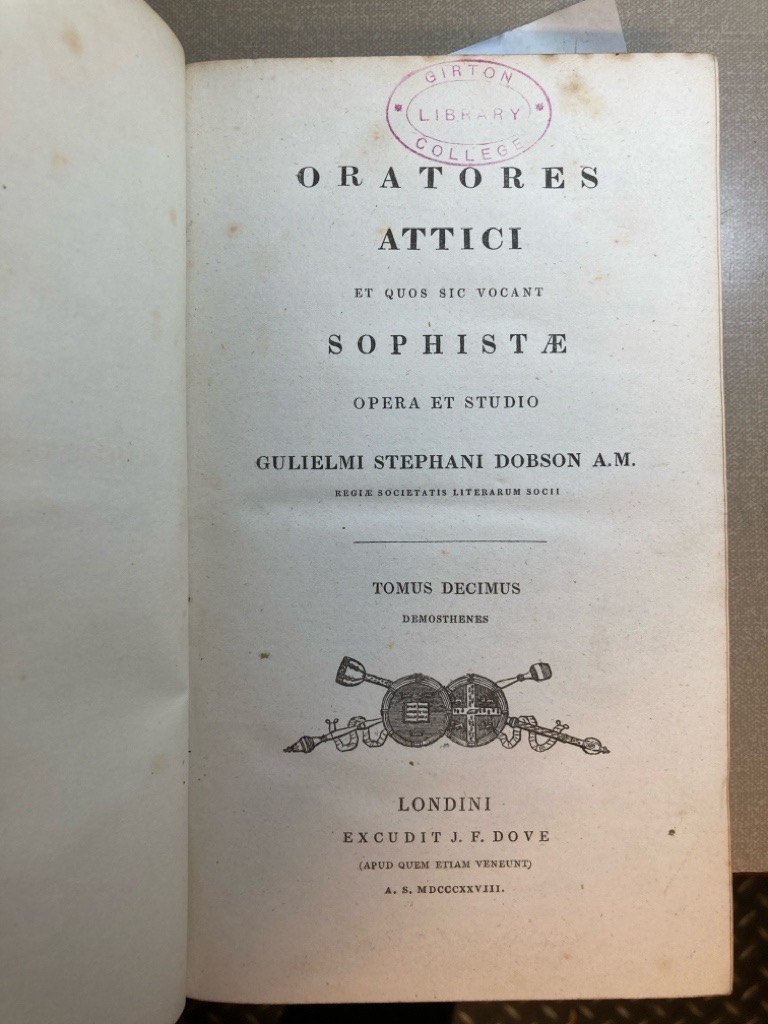 GIRTON
LIBRARY
COLLEGE
ORATORES
ATTICI
ET QUOS SIC VOCANT
SOPHISTÆ
OPERA ET STUDIO
GULIELMI STEPHANI DOBSON A.M.
REGIÆ SOCIETATIS LITERARUM SOCII
TOMUS DECIMUS
DEMOSTHENES
LONDINI
EXCUDIT J. F. DOVE
(APUD QUEM ETIAM VENEUNT)
A. S. MDCCCXXVIII.